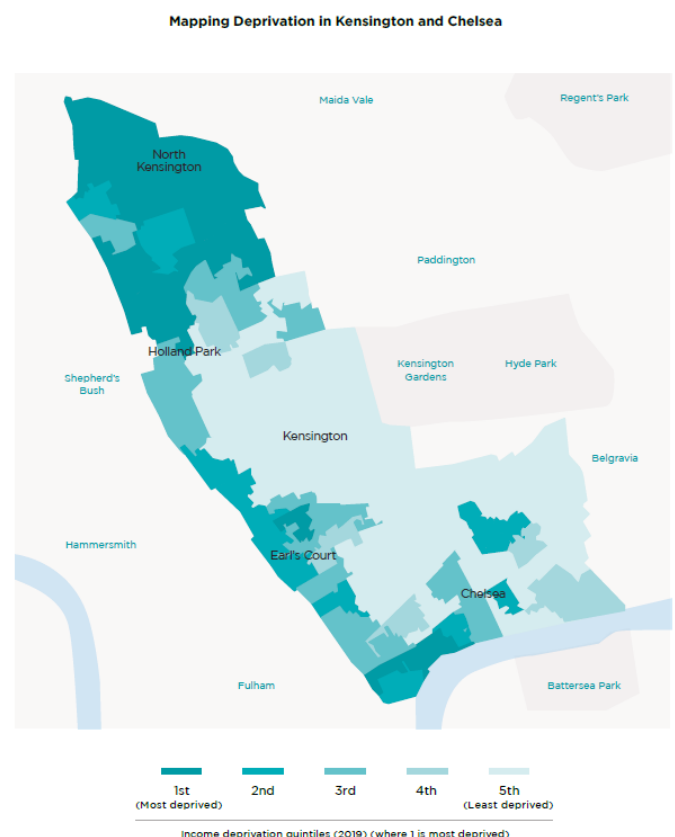 Mapping Deprivation in Kensington and Chelsea
Maida Vale
Regent's Park
North
Kensington
Paddington
Holland Park
Shepherd's
Bush
Kensington
Gardens
Hyde Park
Kensington
Belgravia
Hammersmith
Earl's Court
Chelsea
Fulham
Battersea Park
1st
(Most deprived)
2nd
3rd
4th
5th
(Least deprived)
Income deprivation quintiles (2019) (where 1 is most deprived)